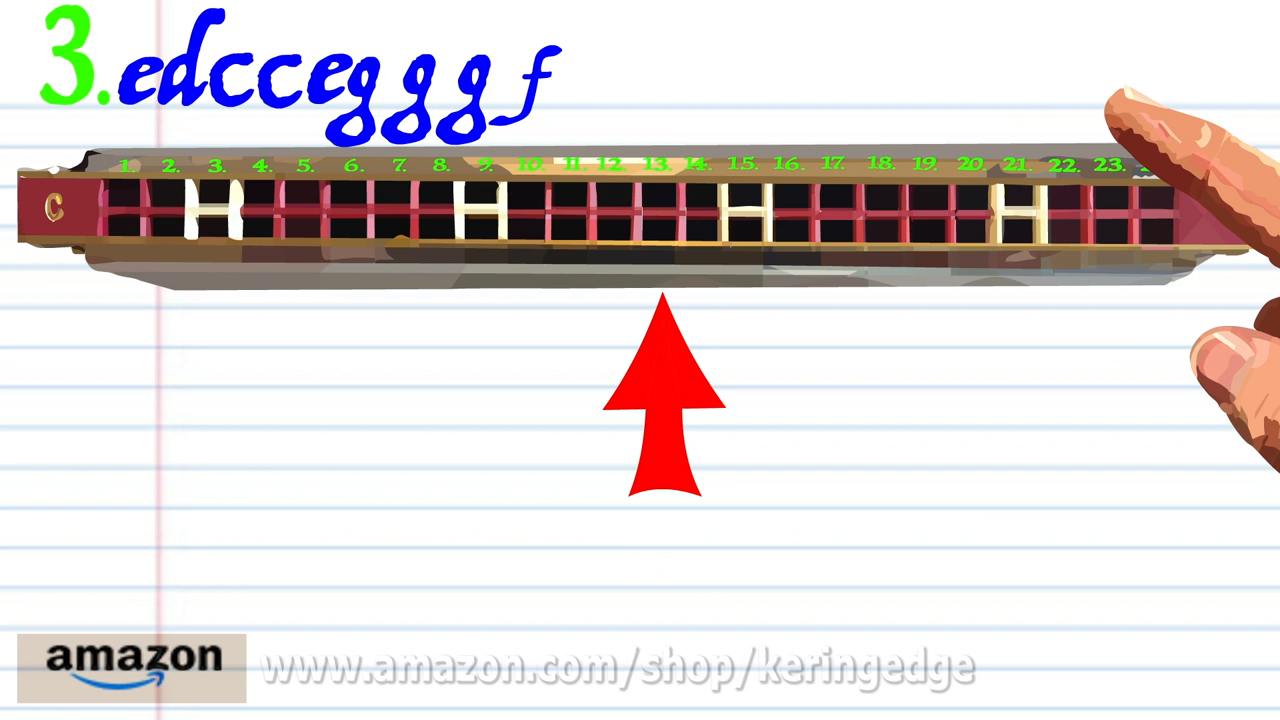 3. edccegggf
1. 2. 3. 4. 5. 6. 7. 8. 9. 10. 11. 12. 13. 14. 15. 16. 17. 18. 19. 20. 21. 22. 23.
C
amazon www.amazon.com/shop/keringedge